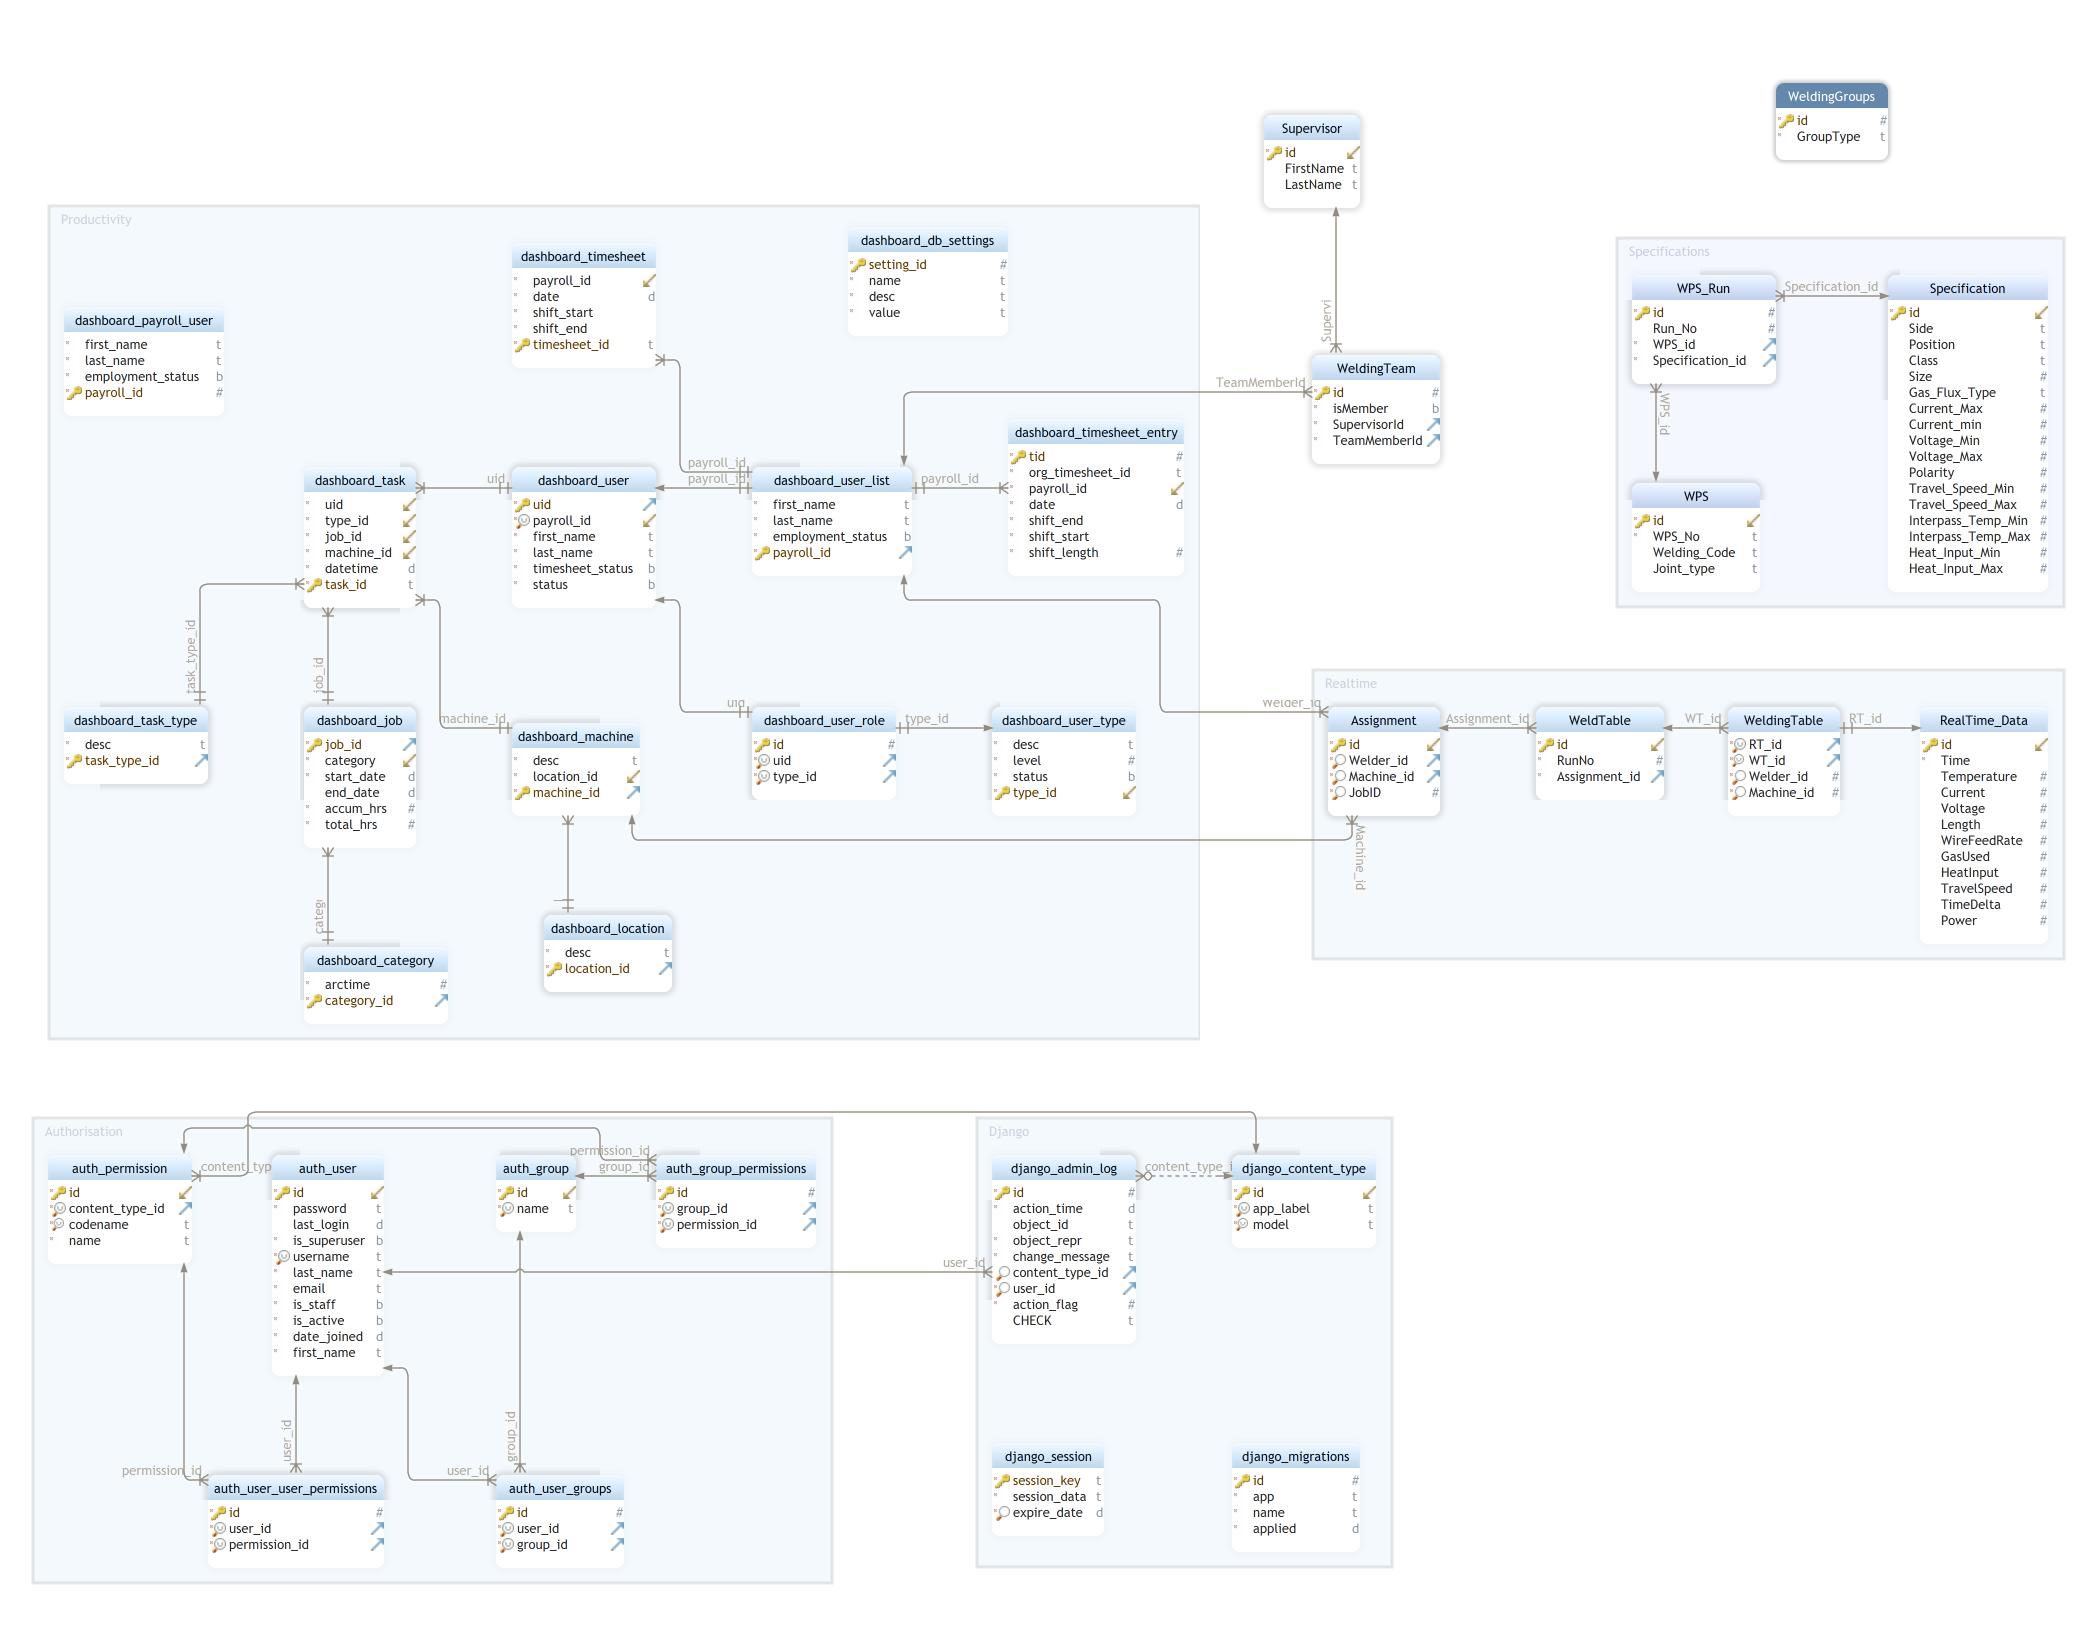 WeldingGroups
id #
GroupType t
Supervisor
id
FirstName t
LastName t
Supervi
WeldingTeam
id #
isMember b
SupervisorId
TeamMemberId
TeamMemberId
Productivity
dashboard_payroll_user
first_name t
last_name t
employment_status b
payroll_id #
dashboard_timesheet
payroll_id
date d
shift_start
shift_end
timesheet_id t
dashboard_db_settings
setting_id #
name t
desc t
value t
dashboard_timesheet_entry
tid #
org_timesheet_id t
payroll_id
date d
shift_end
shift_start
shift_length #
dashboard_task
uid
type_id
job_id
machine_id
datetime d
task_id t
uid
dashboard_user
uid
payroll_id
first_name t
last_name t
timesheet_status b
status b
payroll_id
payroll_id
dashboard_user_list
first_name t
last_name t
employment_status b
payroll_id
payroll_id
task_type_id
job_id
machine_id
uid
dashboard_task_type
desc t
task_type_id
dashboard_job
job_id
category
start_date d
end_date d
accum_hrs #
total_hrs #
dashboard_machine
desc t
location_id
machine_id
dashboard_user_role
id #
uid
type_id
type_id
dashboard_user_type
desc t
level #
status b
type_id
categ
l
dashboard_category
arctime #
category_id
dashboard_location
desc t
location_id
Specifications
WPS_Run
id #
Run_No #
WPS_id
Specification_id
Specification_id
WPS_id
WPS
id
WPS_No t
Welding_Code t
Joint_type t
Specification
id
Side t
Position t
Class t
Size #
Gas_Flux_Type t
Current_Max #
Current_min #
Voltage_Min #
Voltage_Max #
Polarity #
Travel_Speed_Min #
Travel_Speed_Max #
Interpass_Temp_Min #
Interpass_Temp_Max #
Heat_Input_Min #
Heat_Input_Max #
Realtime
Welder_id
Assignment
id
Welder_id
Machine_id
JobID #
Machine_id
Assignment_id
WeldTable
id
RunNo #
Assignment_id
WT_id
WeldingTable
RT_id
WT_id
Welder_id #
Machine_id #
RT_id
RealTime_Data
id
Time
Temperature #
Current #
Voltage #
Length #
WireFeedRate #
GasUsed #
HeatInput #
TravelSpeed #
TimeDelta #
Power #
Authorisation
auth_permission
id
content_type_id
codename t
name t
content_typ
auth_user
id
password t
last_login d
is_superuser b
username t
last_name t
email t
is_staff b
is_active b
date_joined d
first_name t
auth_group
id
name t
permission_id
group_id
auth_group_permissions
id #
group_id
permission_id
permission_id
user_id
auth_user_user_permissions
id #
user_id
permission_id
user_id
group_id
auth_user_groups
id #
user_id
group_id
Django
user_id
django_admin_log
id #
action_time d
object_id t
object_repr t
change_message t
content_type_id
user_id
action_flag #
CHECK t
content_type_i
django_content_type
id
app_label t
model t
django_session
session_key t
session_data t
expire_date d
django_migrations
id #
app t
name t
applied d